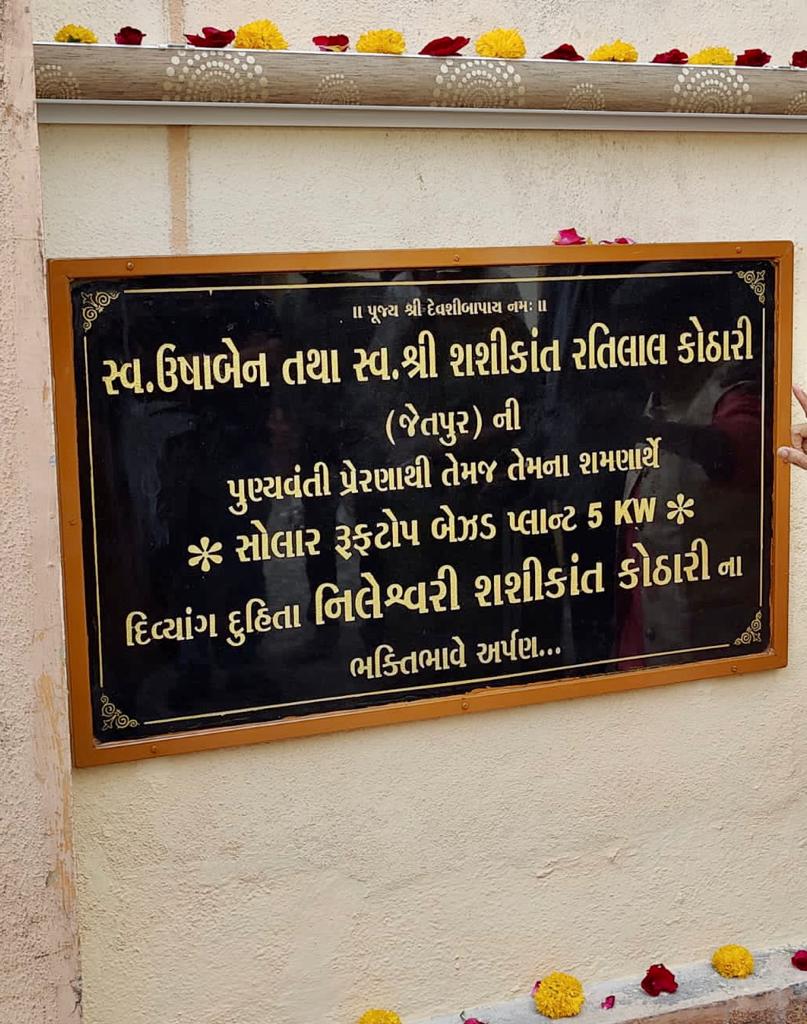 ॥ પૂજ્ય શ્રી દેવશીબાપાય નમઃ ॥
સ્વ.ઉષાબેન તથા સ્વ.શ્રી શશીકાંત રતિલાલ કોઠારી
(જેતપુર) ની
પુણ્યવંતી પ્રેરણાથી તેમજ તેમના શમણાર્થે
* સોલાર રૂફટોપ બેઝડ પ્લાન્ટ 5 KW *
દિવ્યાંગ દુહિતા નિલેશ્વરી શશીકાંત કોઠારી ના
ભક્તિભાવે અર્પણ...